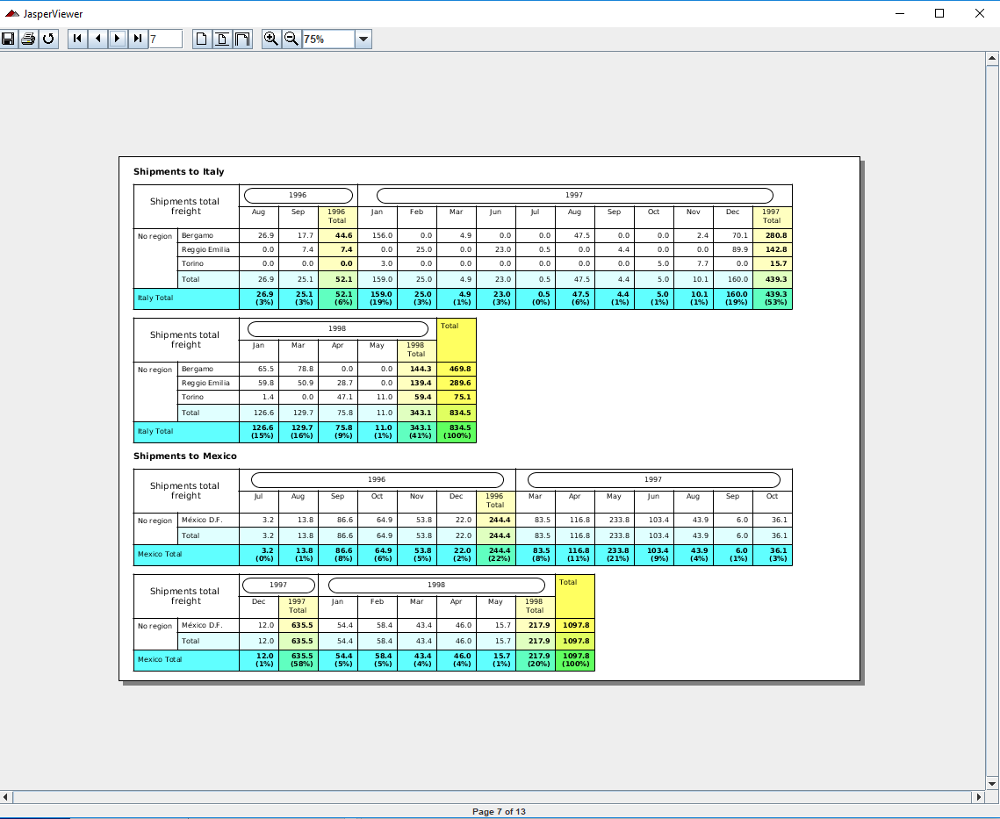 JasperViewer
7
75%
Shipments to Italy
Shipments total freight 1996 1997
Aug Sep 1996 Total Jan Feb Mar Jun Jul Aug Sep Oct Nov Dec 1997 Total
No region Bergamo 26.9 17.7 44.6 156.0 0.0 4.9 0.0 0.0 47.5 0.0 0.0 2.4 70.1 280.8
Reggio Emilia 0.0 7.4 7.4 0.0 25.0 0.0 23.0 0.5 0.0 4.4 0.0 0.0 89.9 142.8
Torino 0.0 0.0 0.0 3.0 0.0 0.0 0.0 0.0 0.0 0.0 5.0 7.7 0.0 15.7
Total 26.9 25.1 52.1 159.0 25.0 4.9 23.0 0.5 47.5 4.4 5.0 10.1 160.0 439.3
Italy Total 26.9 25.1 52.1 159.0 25.0 4.9 23.0 0.5 47.5 4.4 5.0 10.1 160.0 439.3
(3%) (3%) (6%) (19%) (3%) (1%) (3%) (0%) (6%) (1%) (1%) (1%) (19%) (53%)
Shipments total freight 1998 Total
Jan Mar Apr May 1998 Total
No region Bergamo 65.5 78.8 0.0 0.0 144.3 469.8
Reggio Emilia 59.8 50.9 28.7 0.0 139.4 289.6
Torino 1.4 0.0 47.1 11.0 59.4 75.1
Total 126.6 129.7 75.8 11.0 343.1 834.5
Italy Total 126.6 129.7 75.8 11.0 343.1 834.5
(15%) (16%) (9%) (1%) (41%) (100%)
Shipments to Mexico
Shipments total freight 1996 1997
Jul Aug Sep Oct Nov Dec 1996 Total Mar Apr May Jun Aug Sep Oct
No region México D.F. 3.2 13.8 86.6 64.9 53.8 22.0 244.4 83.5 116.8 233.8 103.4 43.9 6.0 36.1
Total 3.2 13.8 86.6 64.9 53.8 22.0 244.4 83.5 116.8 233.8 103.4 43.9 6.0 36.1
Mexico Total 3.2 13.8 86.6 64.9 53.8 22.0 244.4 83.5 116.8 233.8 103.4 43.9 6.0 36.1
(0%) (1%) (8%) (6%) (5%) (2%) (22%) (8%) (11%) (21%) (9%) (4%) (1%) (3%)
Shipments total freight 1997 1998 Total
Dec 1997 Total Jan Feb Mar Apr May 1998 Total
No region México D.F. 12.0 635.5 54.4 58.4 43.4 46.0 15.7 217.9 1097.8
Total 12.0 635.5 54.4 58.4 43.4 46.0 15.7 217.9 1097.8
Mexico Total 12.0 635.5 54.4 58.4 43.4 46.0 15.7 217.9 1097.8
(1%) (58%) (5%) (5%) (4%) (4%) (1%) (20%) (100%)
Page 7 of 13